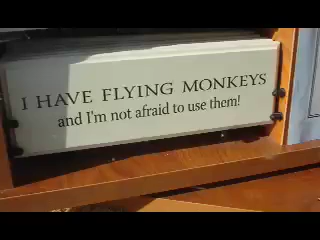 I HAVE FLYING MONKEYS
and I'm not afraid to use them!